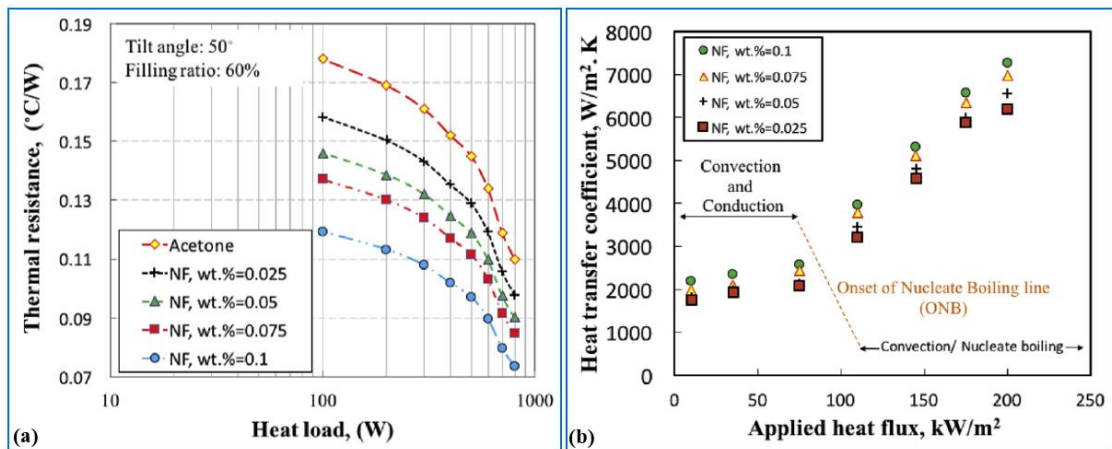 0.19
0.17
0.15
0.13
0.11
0.09
0.07
Thermal resistance, (°C/W)
Tilt angle: 50°
Filling ratio: 60%
Acetone
NF, wt.%=0.025
NF, wt.%=0.05
NF, wt.%=0.075
NF, wt.%=0.1
10 100 1000
Heat load, (W)
(a)
8000
7000
6000
5000
4000
3000
2000
1000
0
Heat transfer coefficient, W/m². K
NF, wt.%=0.1
NF, wt.%=0.075
NF, wt.%=0.05
NF, wt.%=0.025
Convection
and
Conduction
Onset of Nucleate Boiling line
(ONB)
Convection/ Nucleate boiling
0 50 100 150 200 250
Applied heat flux, kW/m²
(b)